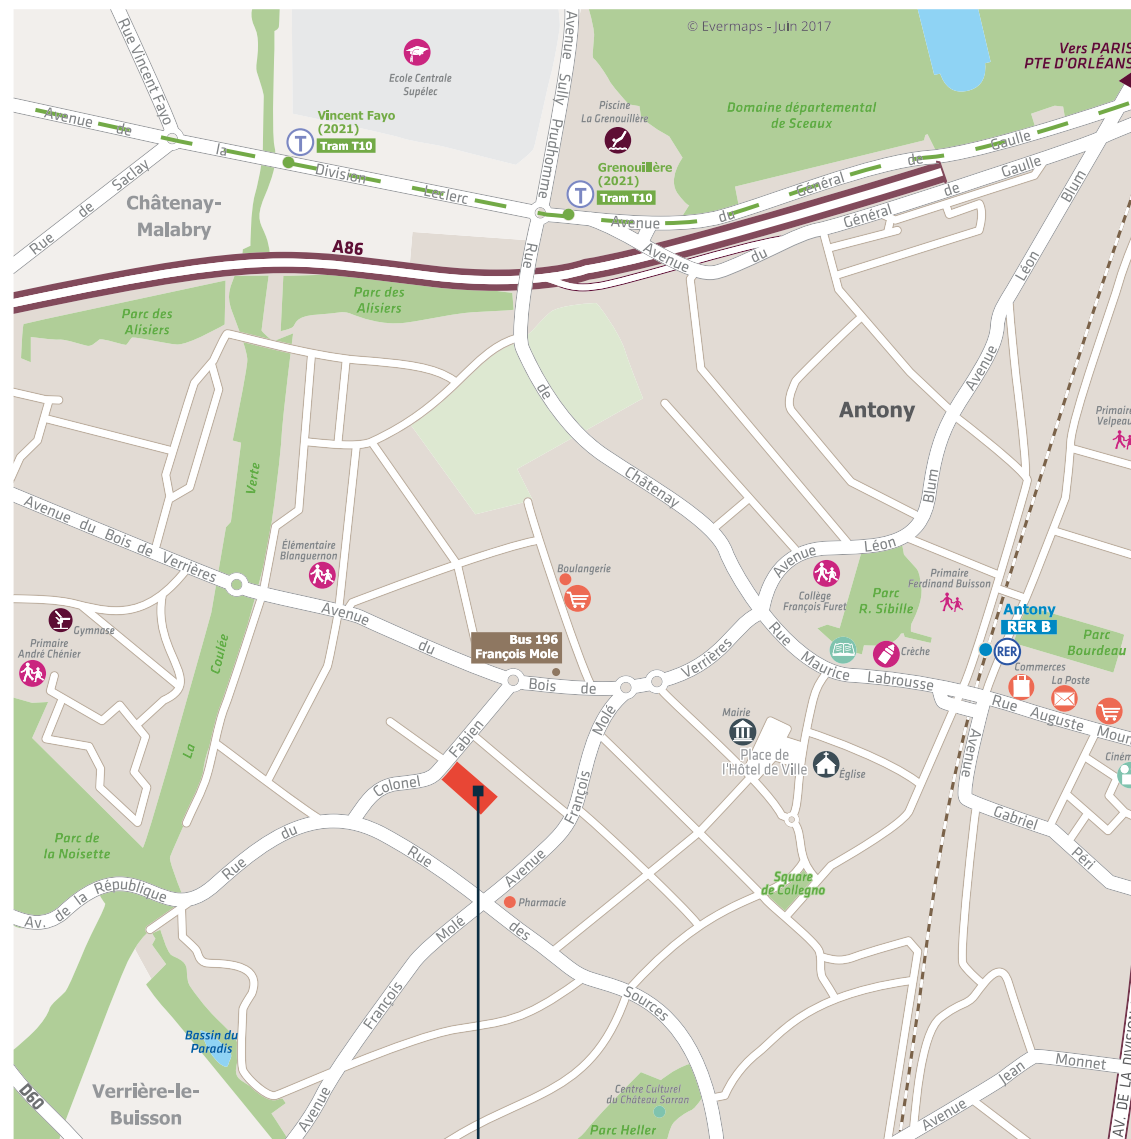 © Evermaps - Juin 2017
Vers PARIS
PTE D'ORLÉANS
Rue Vincent Fayo
Avenue Sully Prudhomme
Ecole Centrale
Supélec
Piscine
La Grenouillère
Domaine départemental
de Sceaux
Vincent Fayo
(2021)
Tram T10
T
Grenouillère
(2021)
Tram T10
T
Avenue de la Division Leclerc
Avenue du Général de Gaulle
Avenue du Général de Gaulle
Rue de Saclay
Châtenay-
Malabry
A86
Parc des
Alisiers
Parc des
Alisiers
Avenue Léon Blum
Antony
Primaire
Velpeau
Rue de Châtenay
La Coulée Verte
Avenue du Bois de Verrières
Élémentaire
Blanguernon
Boulangerie
Avenue Léon Blum
Collège
François Furet
Parc
R. Sibille
Primaire
Ferdinand Buisson
Antony
RER B
RER
Parc
Bourdeau
Gymnase
Primaire
André Chénier
Bus 196
François Mole
Avenue du Bois de Verrières
Crèche
Commerces
La Poste
Rue Maurice Labrousse
Rue Auguste Moun
Mairie
Place de
l'Hôtel de Ville
Église
Ciném
Colonel Fabien
Avenue François Molé
Avenue Gabriel Péri
Parc de
la Noisette
Rue du
Rue des Sources
Square
de Collegno
Av. de la République
Pharmacie
Avenue François Molé
Bassin du
Paradis
Verrière-le-
Buisson
D60
Centre Culturel
du Château Sarran
Parc Heller
Avenue Jean Monnet
AV. DE LA DIVISION